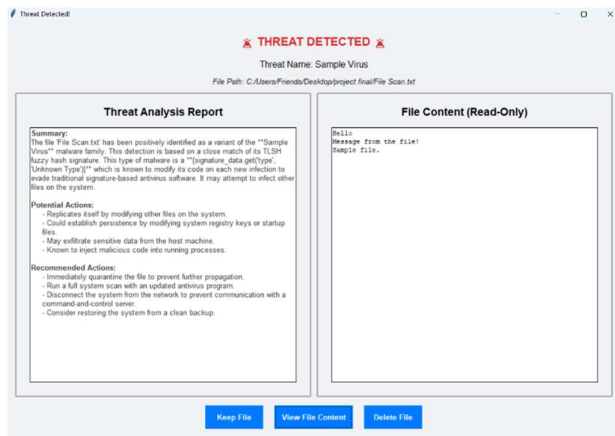 Threat Detected!
THREAT DETECTED
Threat Name: Sample Virus
File Path: C:/Users/Friends/Desktop/project final/File Scan.txt
Threat Analysis Report
Summary:
The file 'File Scan.txt' has been positively identified as a variant of the **Sample
Virus** malware family. This detection is based on a close match of its TLSH
fuzzy hash signature. This type of malware is a **{signature_data.get('type',
'Unknown Type')}** which is known to modify its code on each new infection to
evade traditional signature-based antivirus software. It may attempt to infect other
files on the system.
Potential Actions:
- Replicates itself by modifying other files on the system.
- Could establish persistence by modifying system registry keys or startup
files.
- May exfiltrate sensitive data from the host machine.
- Known to inject malicious code into running processes.
Recommended Actions:
- Immediately quarantine the file to prevent further propagation.
- Run a full system scan with an updated antivirus program.
- Disconnect the system from the network to prevent communication with a
command-and-control server.
- Consider restoring the system from a clean backup
File Content (Read-Only)
Hello
Message from the file!
Sample file.
Keep File
View File Content
Delete File